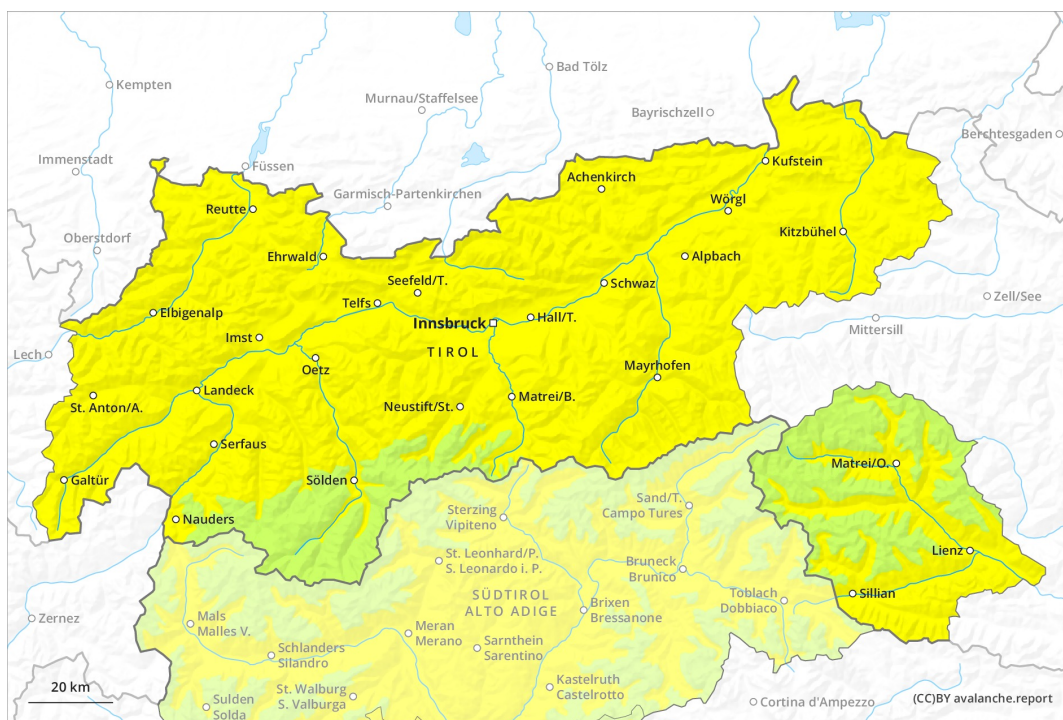 Kempten
Bad Tölz
Murnau/Staffelsee
Bayrischzell
Berchtesgaden
Immenstadt
Füssen
Kufstein
Achenkirch
Garmisch-Partenkirchen
Wörgl
Reutte
Oberstdorf
Kitzbühel
Ehrwald
Alpbach
Seefeld/T.
Schwaz
Zell/See
Telfs
Elbigenalp
Hall/T.
Innsbruck
Mittersill
Imst
Lech
TIROL
Oetz
Mayrhofen
Landeck
Matrei/B.
St. Anton/A.
Neustift/St.
Serfaus
Matrei/O.
Galtür
Sölden
Sand/T.
Campo Tures
Sterzing
Vipiteno
Nauders
Lienz
St. Leonhard/P.
S. Leonardo i. P.
Bruneck
Brunico
Sillian
SÜDTIROL
ALTO ADIGE
Toblach
Dobbiaco
Brixen
Bressanone
Zernez
Mals
Malles V.
Meran
Merano
Sarnthein
Sarentino
Schlanders
Silandro
Kastelruth
Castelrotto
20 km
St. Walburg
S. Valburga
Sulden
Solda
Cortina d'Ampezzo
(CC)BY avalanche.report